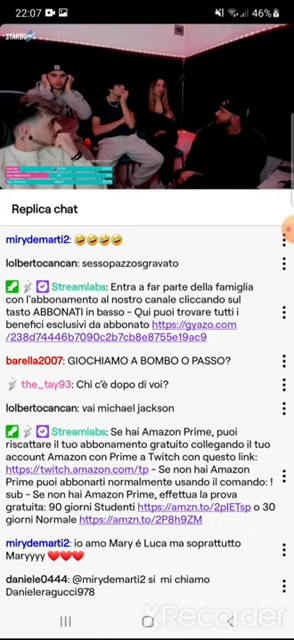 22:07
46%
STARDUST
Replica chat
mirydemarti2: 🤣🤣🤣🤣
lolbertocancan: sessopazzosgravato
Streamlabs: Entra a far parte della famiglia
con l'abbonamento al nostro canale cliccando sul
tasto ABBONATI in basso - Qui puoi trovare tutti i
benefici esclusivi da abbonato https://gyazo.com
/238d74446b7090c2b7cb8e8755e19ac9
barella2007: GIOCHIAMO A BOMBO O PASSO?
the_tay93: Chi c'è dopo di voi?
lolbertocancan: vai michael jackson
Streamlabs: Se hai Amazon Prime, puoi
riscattare il tuo abbonamento gratuito collegando il tuo
account Amazon con Prime a Twitch con questo link:
https://twitch.amazon.com/tp - Se non hai Amazon
Prime puoi abbonarti normalmente usando il comando: !
sub - Se non hai Amazon Prime, effettua la prova
gratuita: 90 giorni Studenti https://amzn.to/2pIETsp o 30
giorni Normale https://amzn.to/2P8h9ZM
mirydemarti2: io amo Mary é Luca ma soprattutto
Maryyyy ❤️❤️❤️
daniele0444: @mirydemarti2 si mi chiamo
Danieleragucci978
XRECORDER